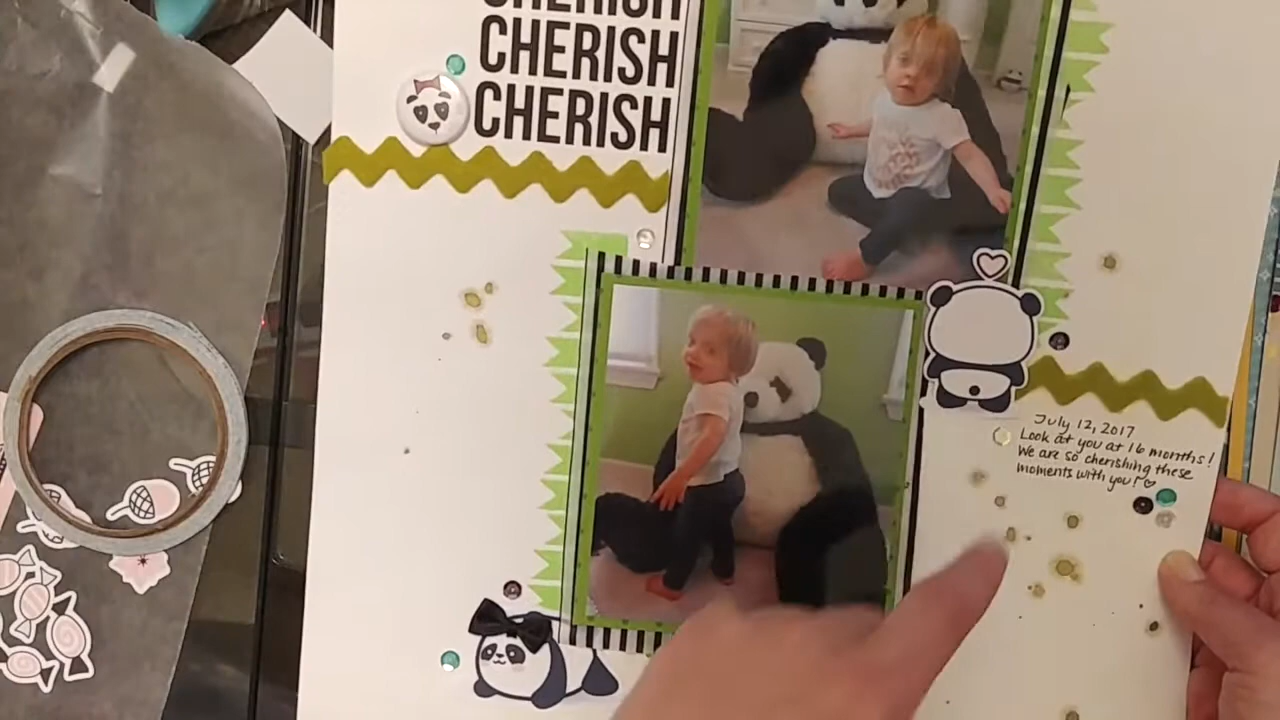 CHERISH
CHERISH
CHERISH
July 12, 2017
Look at you at 16 months!
We are so cherishing these
moments with you!